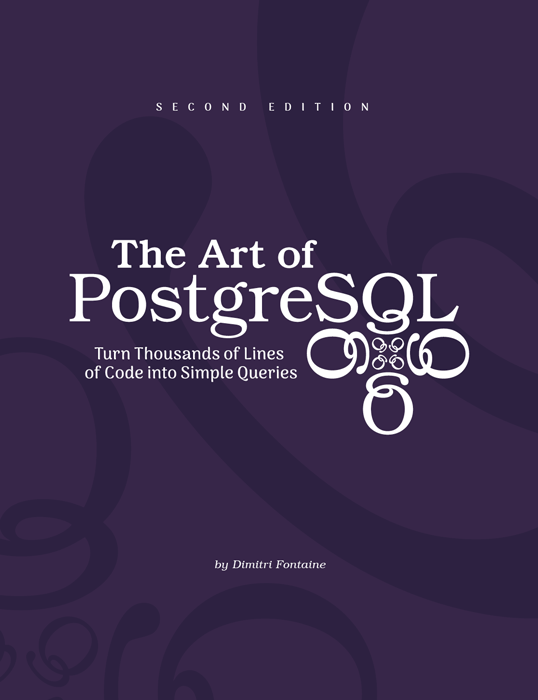 SECOND EDITION
The Art of
PostgreSQL
Turn Thousands of Lines
of Code into Simple Queries
by Dimitri Fontaine